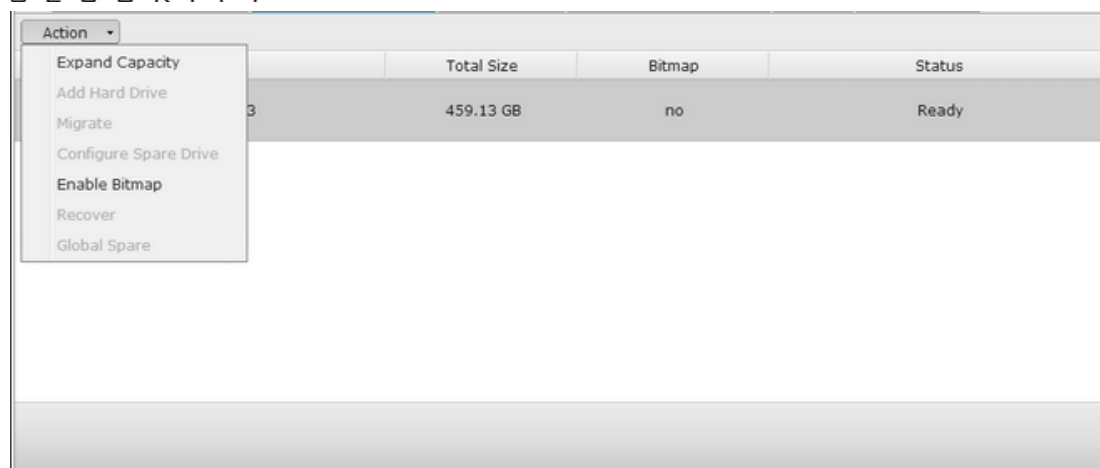 Action
Expand Capacity
Total Size
Bitmap
Status
Add Hard Drive
3
459.13 GB
no
Ready
Migrate
Configure Spare Drive
Enable Bitmap
Recover
Global Spare